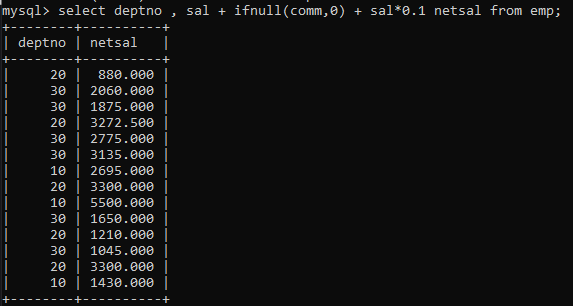 mysql> select deptno , sal + ifnull(comm,0) + sal*0.1 netsal from emp;
+--------+----------+
| deptno | netsal   |
+--------+----------+
|     20 |  880.000 |
|     30 | 2060.000 |
|     30 | 1875.000 |
|     20 | 3272.500 |
|     30 | 2775.000 |
|     30 | 3135.000 |
|     10 | 2695.000 |
|     20 | 3300.000 |
|     10 | 5500.000 |
|     30 | 1650.000 |
|     20 | 1210.000 |
|     30 | 1045.000 |
|     20 | 3300.000 |
|     10 | 1430.000 |
+--------+----------+